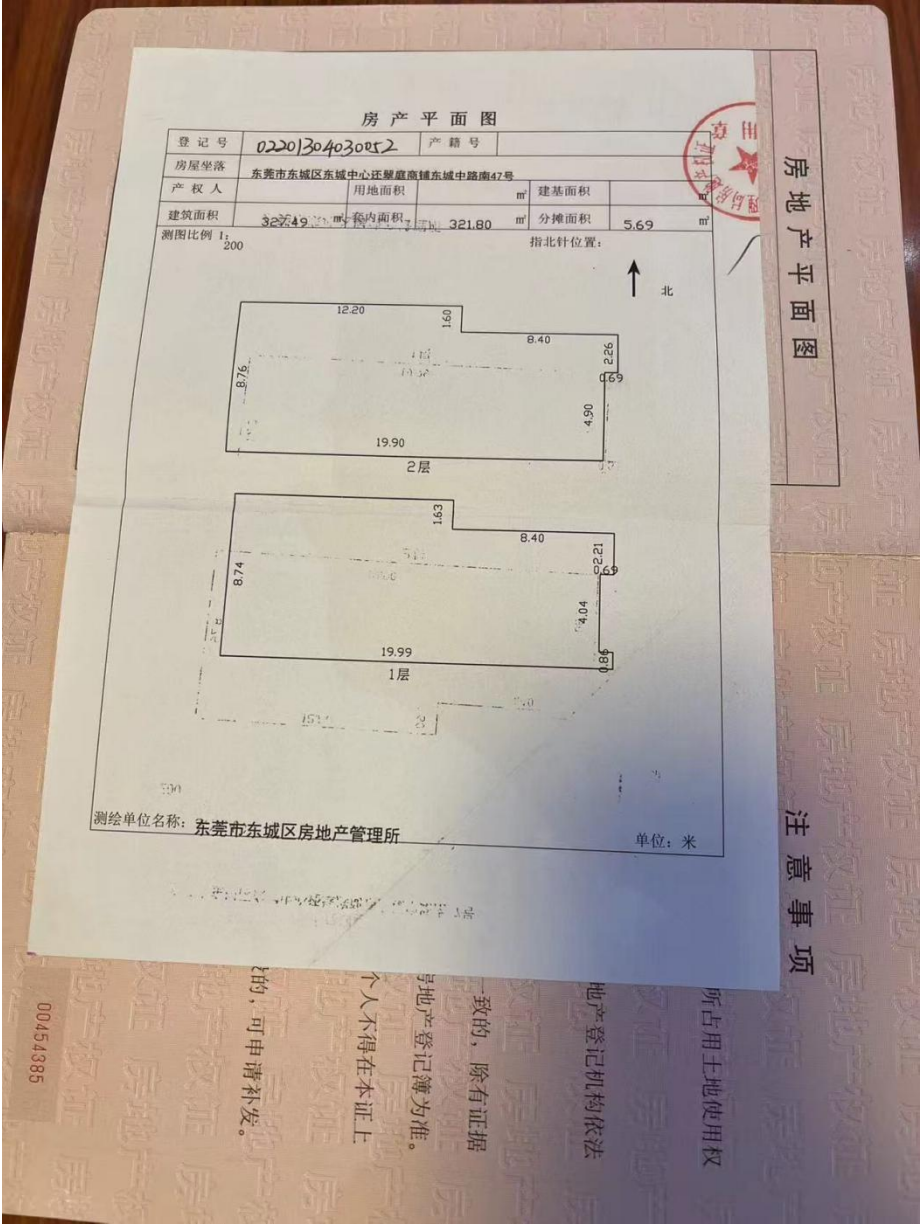 房产平面图
登记号 0220130403 0052 产籍号
房屋坐落 东莞市东城区东城中心还翠庭商铺东城中路南47号
产权人 用地面积 ㎡ 建基面积 ㎡
建筑面积 327.49 ㎡ 套内面积 321.80 ㎡ 分摊面积 5.69 ㎡
测图比例 1:200 指北针位置:
北
12.20
1.60
8.40
2.26
0.69
8.76
4.90
19.90
2层
1.63
8.40
2.21
0.69
8.74
4.04
19.99
0.86
1层
测绘单位名称: 东莞市东城区房地产管理所
单位: 米
房地产平面图
注意事项
所占用土地使用权
地产登记机构依法
一致的，除有证据
房地产登记簿为准。
个人不得在本证上
的，可申请补发。
00454385